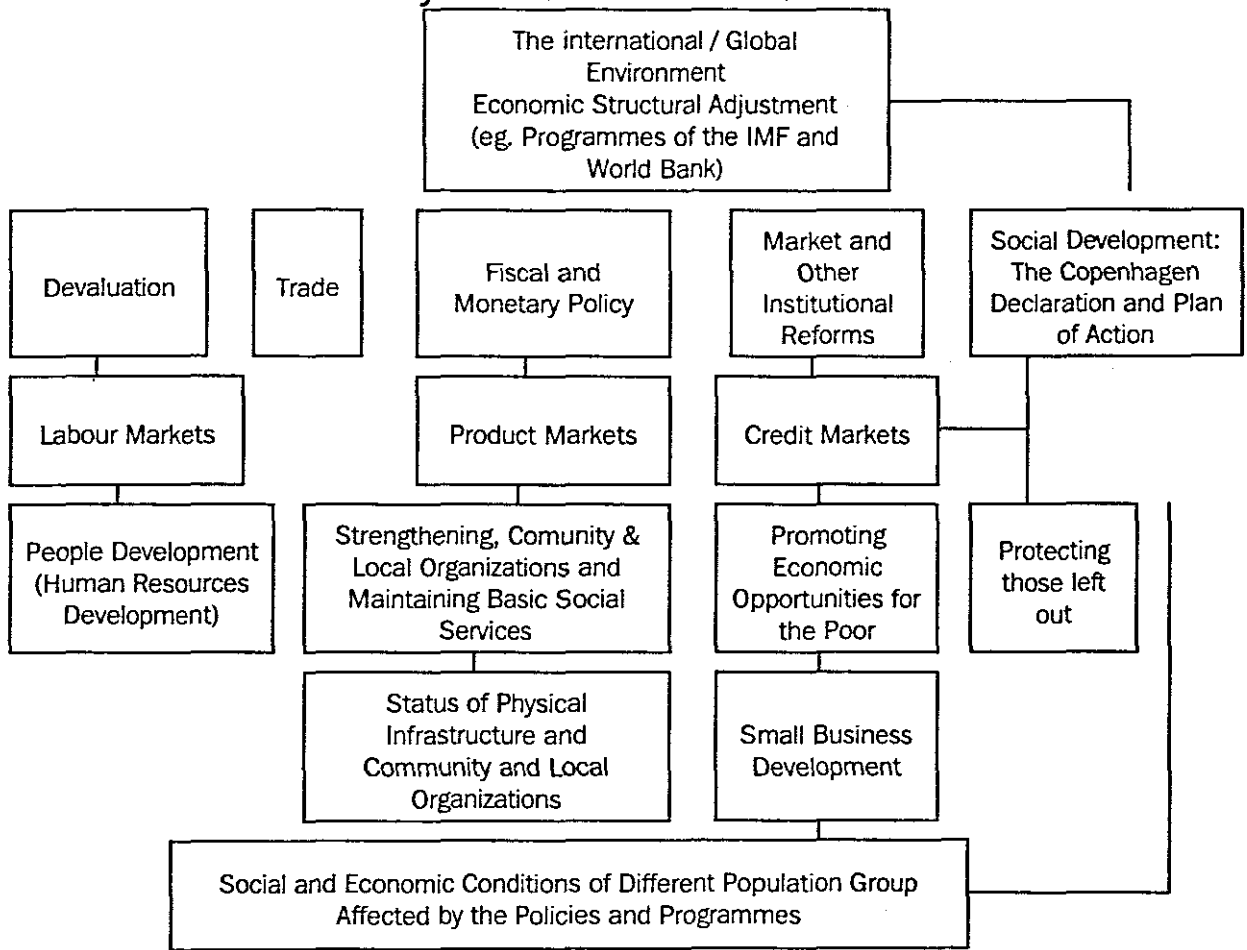 The international / Global
Environment
Economic Structural Adjustment
(eg. Programmes of the IMF and
World Bank)
Devaluation
Trade
Fiscal and
Monetary Policy
Market and
Other
Institutional
Reforms
Social Development:
The Copenhagen
Declaration and Plan
of Action
Labour Markets
Product Markets
Credit Markets
People Development
(Human Resources
Development)
Strengthening, Comunity &
Local Organizations and
Maintaining Basic Social
Services
Promoting
Economic
Opportunities for
the Poor
Protecting
those left
out
Status of Physical
Infrastructure and
Community and Local
Organizations
Small Business
Development
Social and Economic Conditions of Different Population Group
Affected by the Policies and Programmes